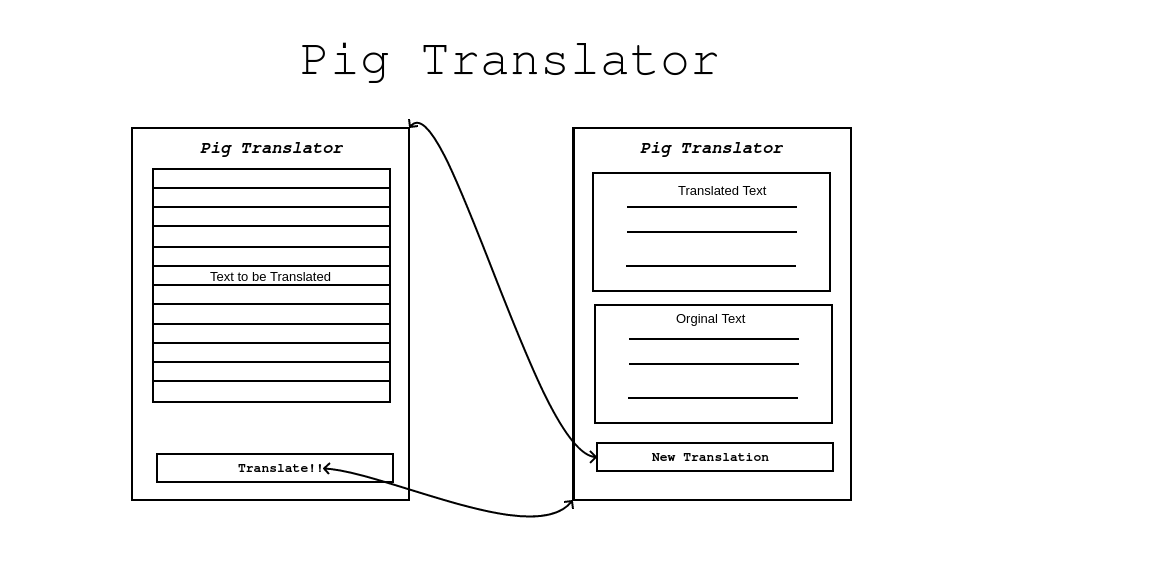 Pig Translator
Pig Translator
Text to be Translated
Translate!!
Pig Translator
Translated Text
Orginal Text
New Translation